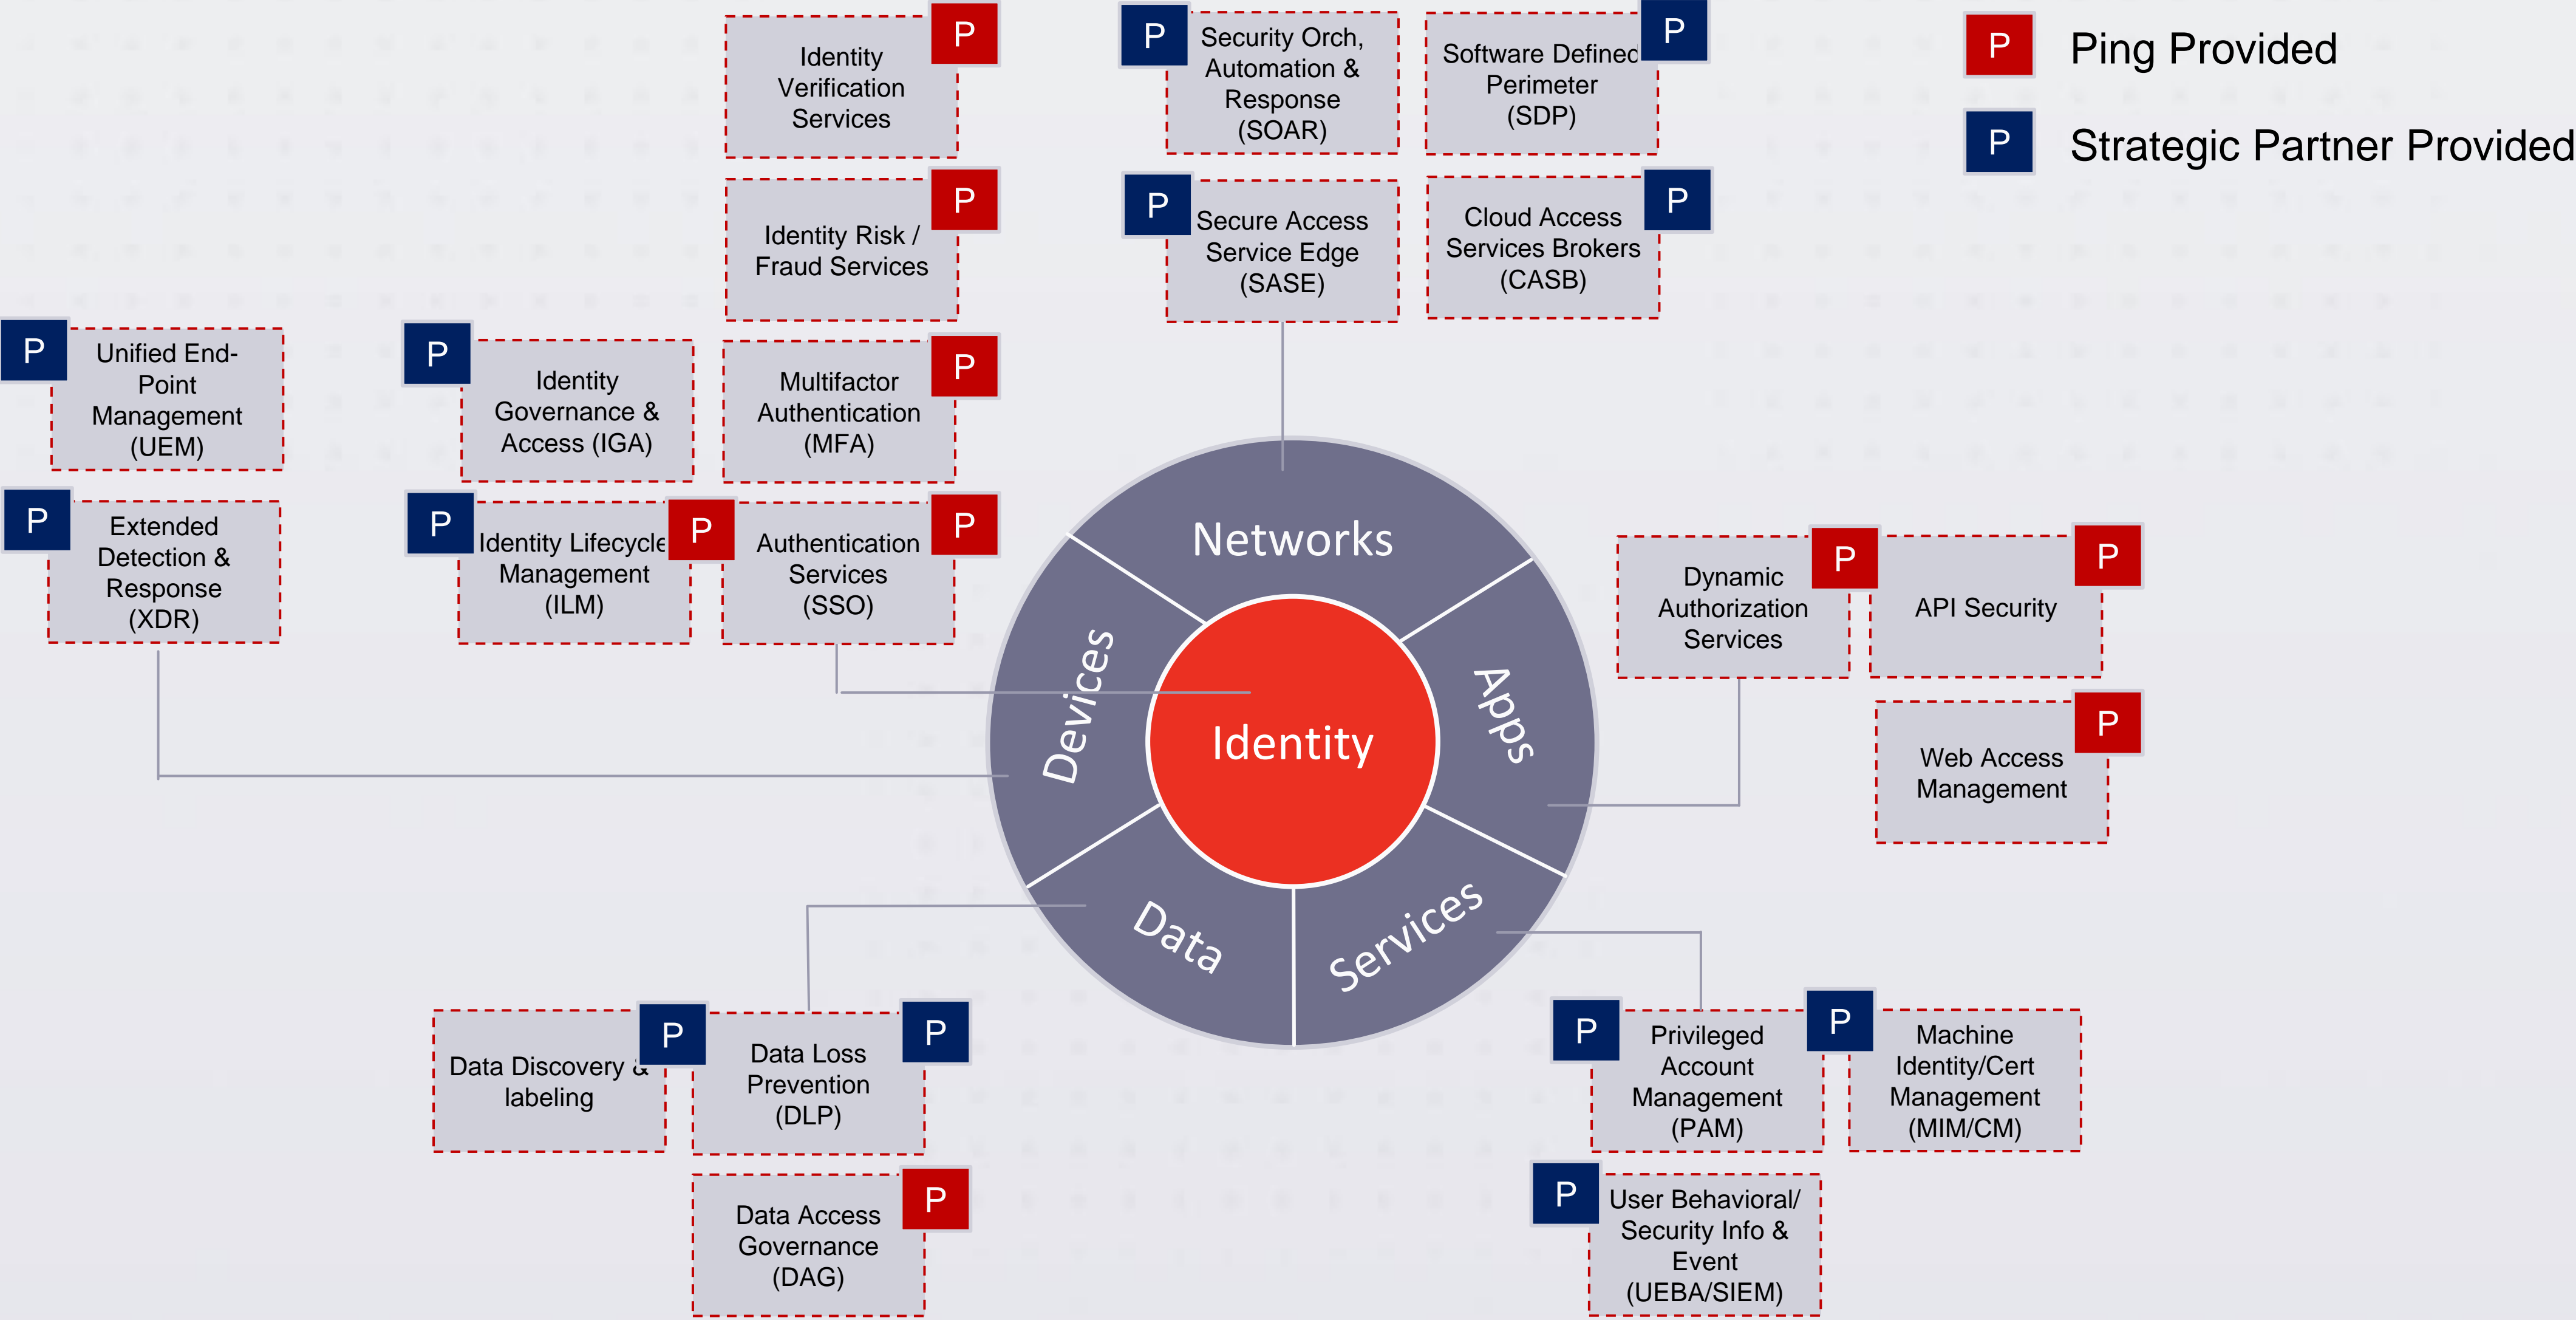 P
Identity
Verification
Services
P
Identity Risk /
Fraud Services
P
Security Orch,
Automation &
Response
(SOAR)
P
Software Defined
Perimeter
(SDP)
P
Secure Access
Service Edge
(SASE)
P
Cloud Access
Services Brokers
(CASB)
P
Ping Provided
P
Strategic Partner Provided
P
Unified End-
Point
Management
(UEM)
P
Identity
Governance &
Access (IGA)
P
Multifactor
Authentication
(MFA)
P
Extended
Detection &
Response
(XDR)
P
Identity Lifecycle
Management
(ILM)
P
Authentication
Services
(SSO)
P
Networks
Devices
Apps
Identity
Data
Services
Dynamic
Authorization
Services
P
API Security
P
Web Access
Management
P
Data Discovery &
labeling
P
Data Loss
Prevention
(DLP)
P
Data Access
Governance
(DAG)
P
P
Privileged
Account
Management
(PAM)
P
Machine
Identity/Cert
Management
(MIM/CM)
P
User Behavioral/
Security Info &
Event
(UEBA/SIEM)